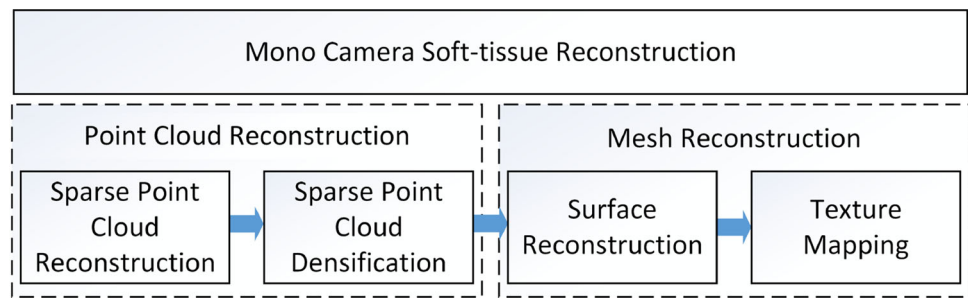 Mono Camera Soft-tissue Reconstruction
Point Cloud Reconstruction
Sparse Point
Cloud
Reconstruction
Sparse Point
Cloud
Densification
Mesh Reconstruction
Surface
Reconstruction
Texture
Mapping